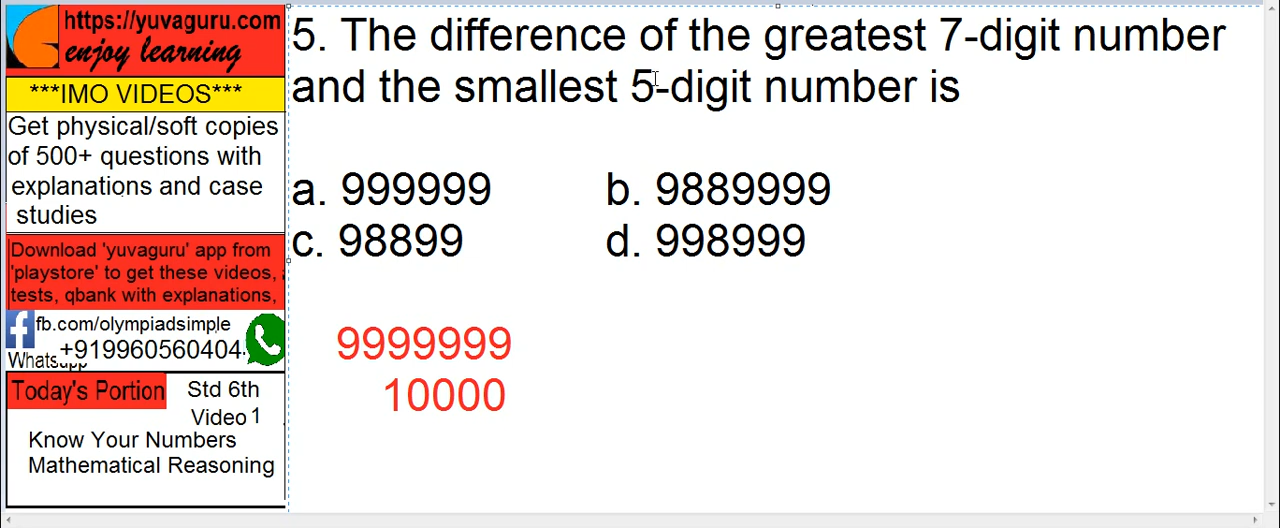 https://yuvaguru.com
enjoy learning
***IMO VIDEOS***
Get physical/soft copies
of 500+ questions with
explanations and case
studies
Download 'yuvaguru' app from
'playstore' to get these videos,
tests, qbank with explanations,
fb.com/olympiadsimple
+919960560404
Whatsapp
Today's Portion
Std 6th
Video 1
Know Your Numbers
Mathematical Reasoning
5. The difference of the greatest 7-digit number
and the smallest 5-digit number is
a. 999999 b. 9889999
c. 98899 d. 998999
9999999
10000